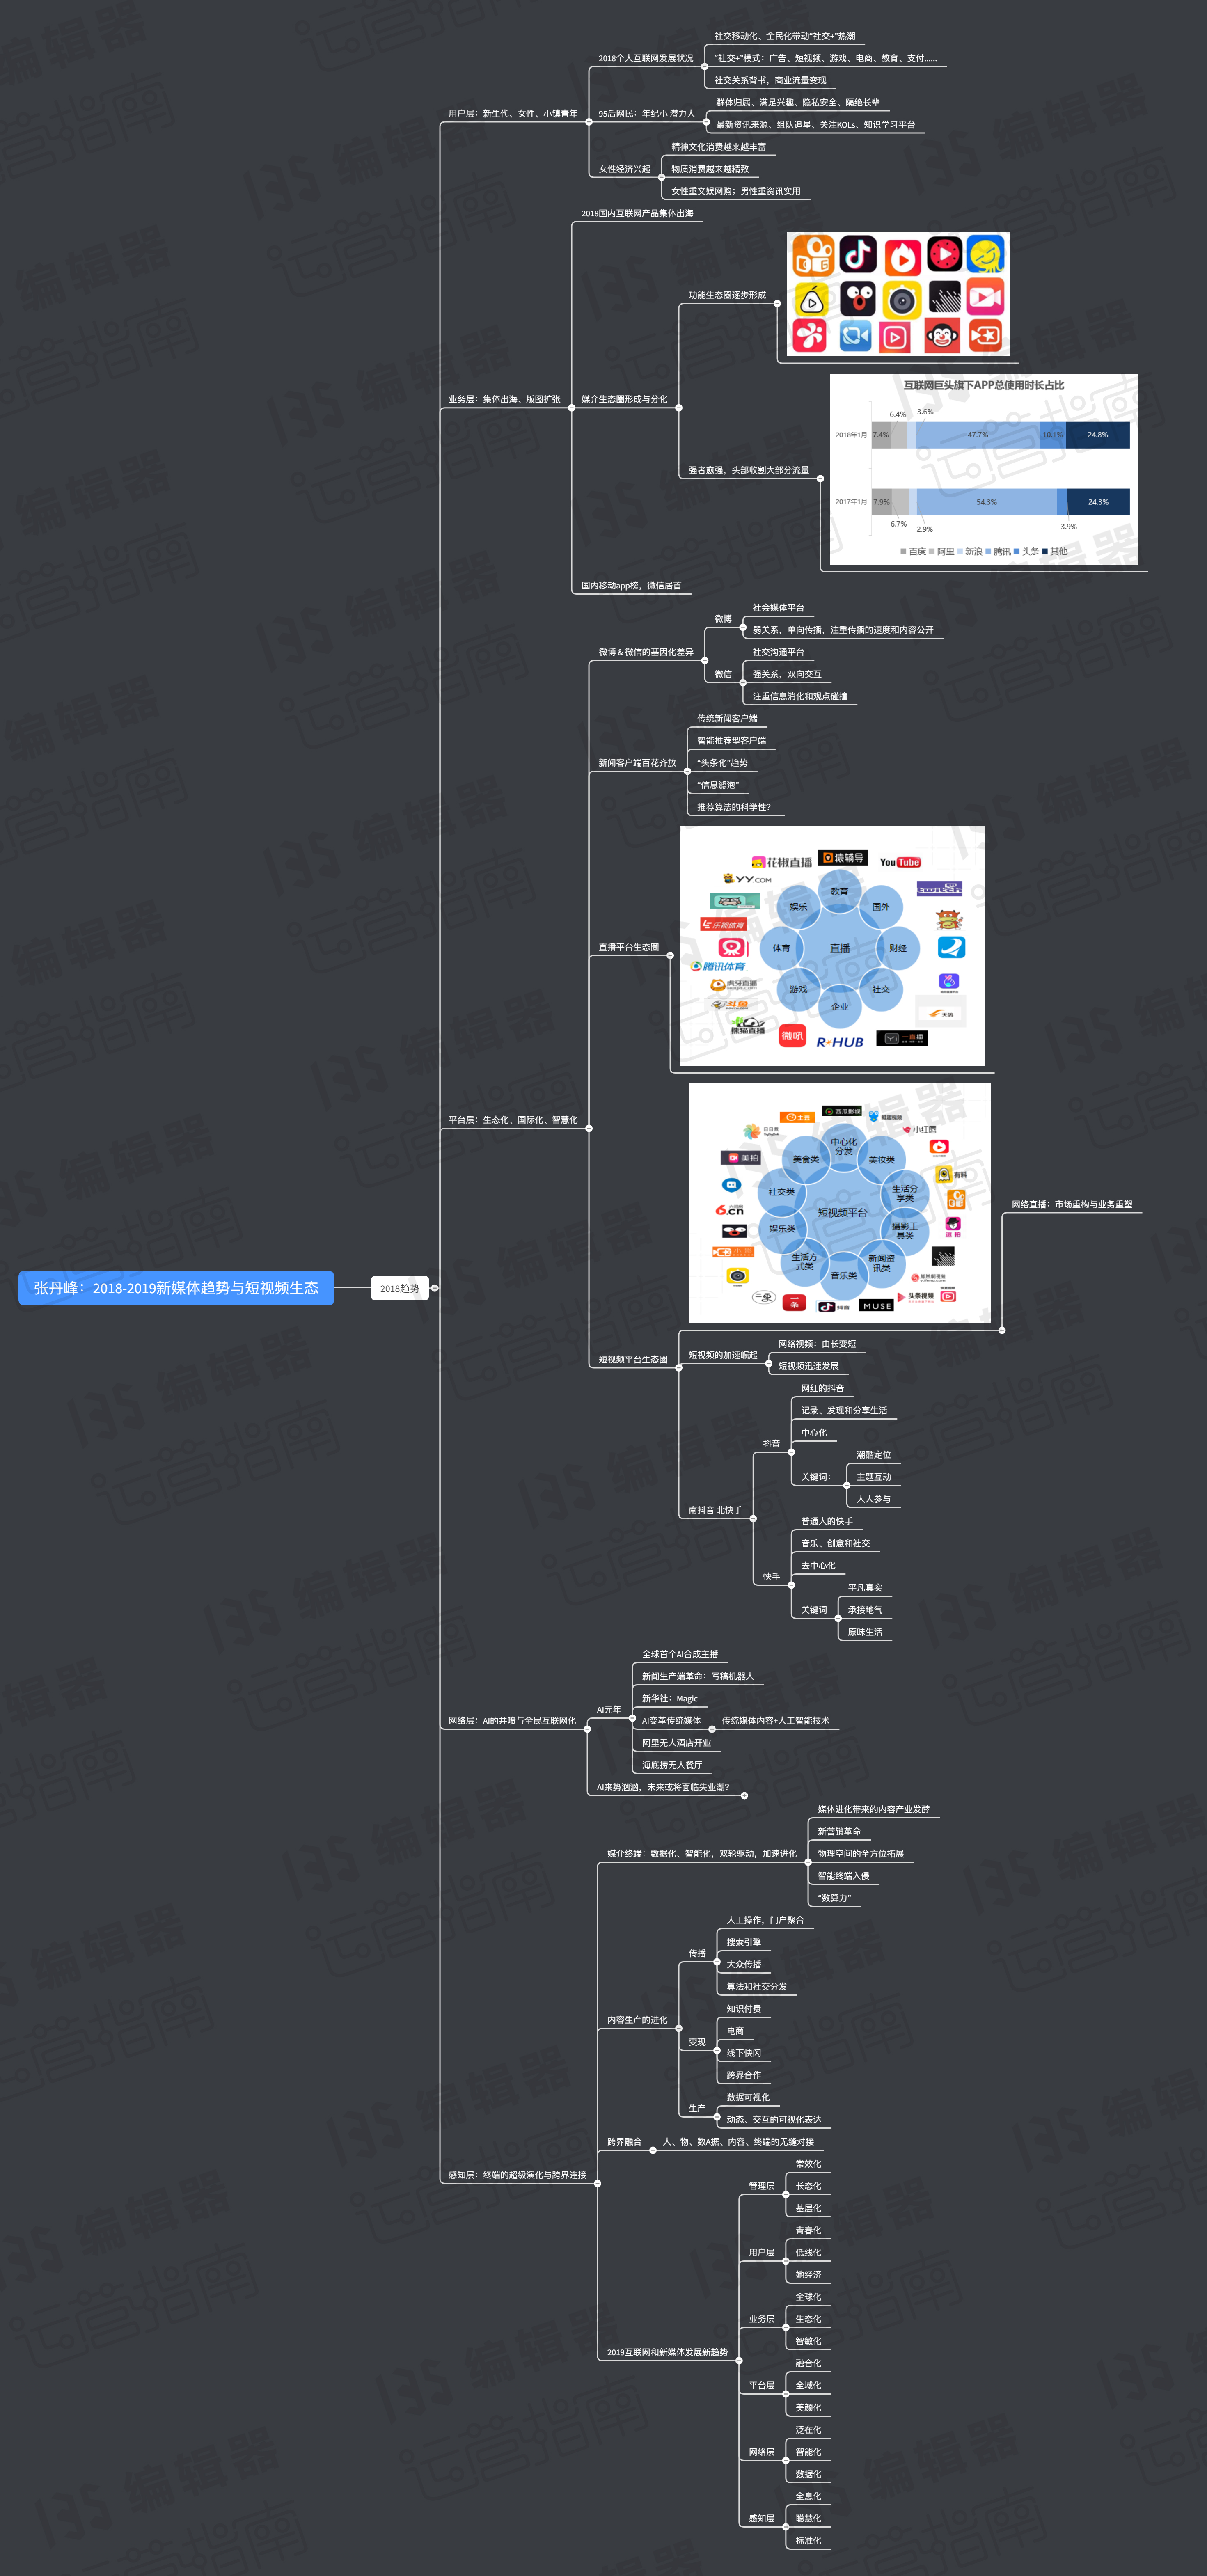 张丹峰：2018-2019新媒体趋势与短视频生态
2018趋势
用户层：新生代、女性、小镇青年
2018个人互联网发展状况
社交移动化、全民化带动“社交+”热潮
“社交+”模式：广告、短视频、游戏、电商、教育、支付……
社交关系背书，商业流量变现
95后网民：年纪小 潜力大
群体归属、满足兴趣、隐私安全、隔绝长辈
最新资讯来源、组队追星、关注KOLs、知识学习平台
女性经济兴起
精神文化消费越来越丰富
物质消费越来越精致
女性重文娱网购；男性重资讯实用
业务层：集体出海、版图扩张
2018国内互联网产品集体出海
媒介生态圈形成与分化
功能生态圈逐步形成
强者愈强，头部收割大部分流量
互联网巨头旗下APP总使用时长占比
6.4%
3.6%
2018年1月
7.4%
47.7%
10.1%
24.8%
2017年1月
7.9%
54.3%
24.3%
6.7%
2.9%
3.9%
百度 阿里 新浪 腾讯 头条 其他
国内移动app榜，微信居首
平台层：生态化、国际化、智慧化
微博 & 微信的基因化差异
微博
社会媒体平台
弱关系，单向传播，注重传播的速度和内容公开
微信
社交沟通平台
强关系，双向交互
注重信息消化和观点碰撞
新闻客户端百花齐放
传统新闻客户端
智能推荐型客户端
“头条化”趋势
“信息滤泡”
推荐算法的科学性？
直播平台生态圈
花椒直播
猿辅导
YouTube
YY.COM
乐视体育
腾讯体育
虎牙直播
斗鱼
熊猫直播
微吼
R·HUB
一直播
天鸽
教育
国外
财经
社交
企业
游戏
体育
娱乐
直播
短视频平台生态圈
土豆
西瓜影视
小红唇
日日煮
美拍
有料
6.cn
一条
二更
抖音
MUSE
头条视频
中心化分发
美妆类
生活分享类
摄影工具类
新闻资讯类
音乐类
生活方式类
娱乐类
社交类
美食类
短视频平台
网络直播：市场重构与业务重塑
短视频的加速崛起
网络视频：由长变短
短视频迅速发展
南抖音 北快手
抖音
网红的抖音
记录、发现和分享生活
中心化
关键词：
潮酷定位
主题互动
人人参与
快手
普通人的快手
音乐、创意和社交
去中心化
关键词
平凡真实
承接地气
原味生活
网络层：AI的井喷与全民互联网化
AI元年
全球首个AI合成主播
新闻生产端革命：写稿机器人
新华社：Magic
AI变革传统媒体
传统媒体内容+人工智能技术
阿里无人酒店开业
海底捞无人餐厅
AI来势汹汹，未来或将面临失业潮？
感知层：终端的超级演化与跨界连接
媒介终端：数据化、智能化，双轮驱动，加速进化
媒体进化带来的内容产业发酵
新营销革命
物理空间的全方位拓展
智能终端入侵
“数算力”
内容生产的进化
传播
人工操作，门户聚合
搜索引擎
大众传播
算法和社交分发
变现
知识付费
电商
线下快闪
跨界合作
生产
数据可视化
动态、交互的可视化表达
跨界融合
人、物、数A据、内容、终端的无缝对接
2019互联网和新媒体发展新趋势
管理层
常效化
长态化
基层化
用户层
青春化
低线化
她经济
业务层
全球化
生态化
智敏化
平台层
融合化
全域化
美颜化
网络层
泛在化
智能化
数据化
感知层
全息化
聪慧化
标准化